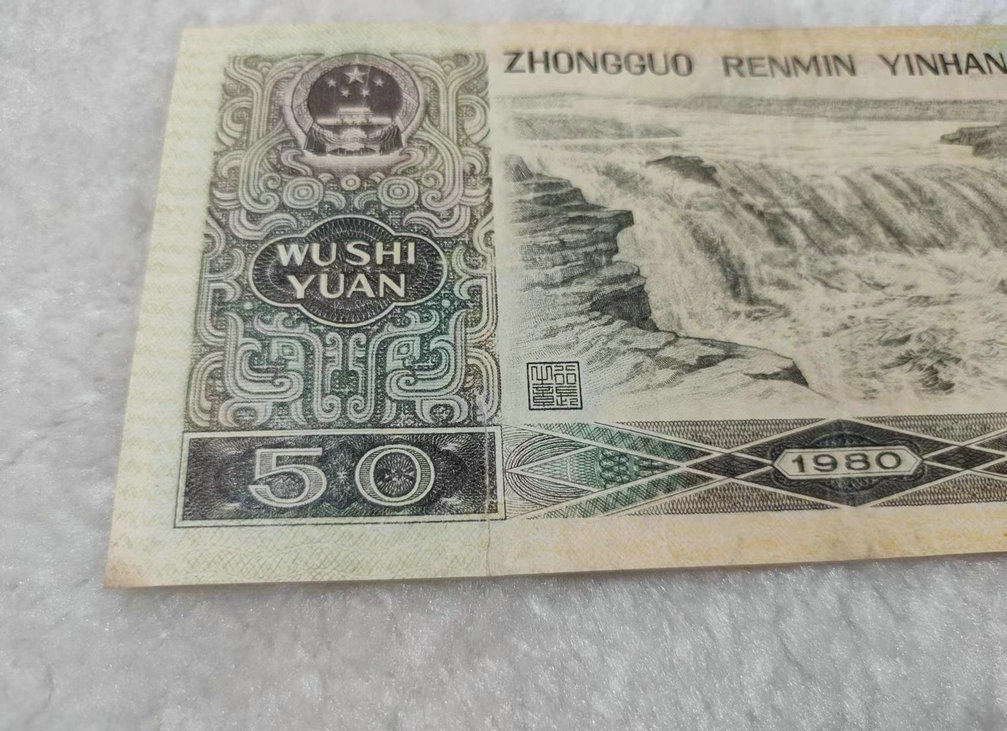 ZHONGGUO RENMIN YINHAN
WUSHI
YUAN
50
1980